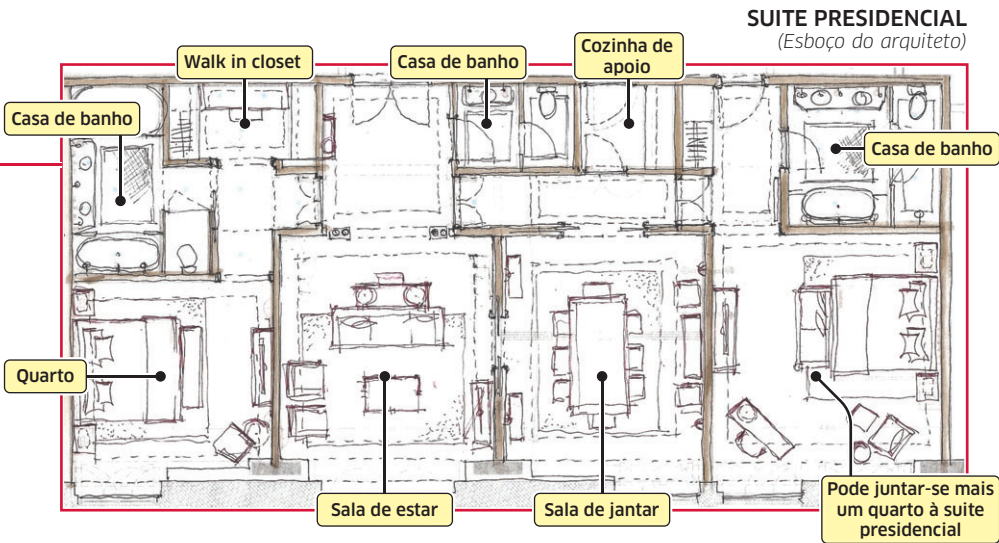 SUITE PRESIDENCIAL
(Esboço do arquiteto)
Walk in closet
Casa de banho
Cozinha de
apoio
Casa de banho
Casa de banho
Quarto
Sala de estar
Sala de jantar
Pode juntar-se mais
um quarto à suite
presidencial